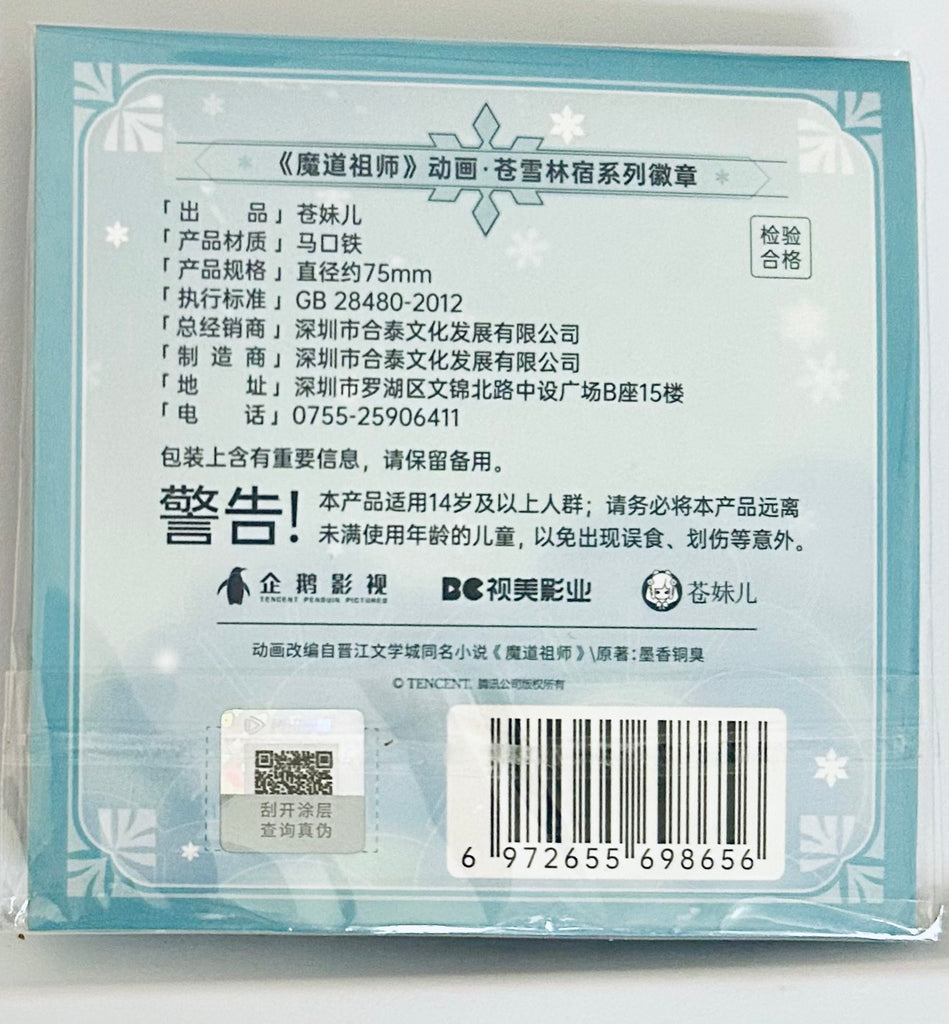 《魔道祖师》动画·苍雪林宿系列徽章
「出 品」苍妹儿
「产品材质」马口铁
「产品规格」直径约75mm
「执行标准」GB 28480-2012
「总经销商」深圳市合泰文化发展有限公司
「制 造 商」深圳市合泰文化发展有限公司
「地 址」深圳市罗湖区文锦北路中设广场B座15楼
「电 话」0755-25906411
检验
合格
包装上含有重要信息，请保留备用。
警告!
本产品适用14岁及以上人群；请务必将本产品远离
未满使用年龄的儿童，以免出现误食、划伤等意外。
企鹅影视
TENCENT PENGUIN PICTURES
BC视美影业
苍妹儿
动画改编自晋江文学城同名小说《魔道祖师》\原著：墨香铜臭
© TENCENT. 腾讯公司版权所有
刮开涂层
查询真伪
6 972655 698656